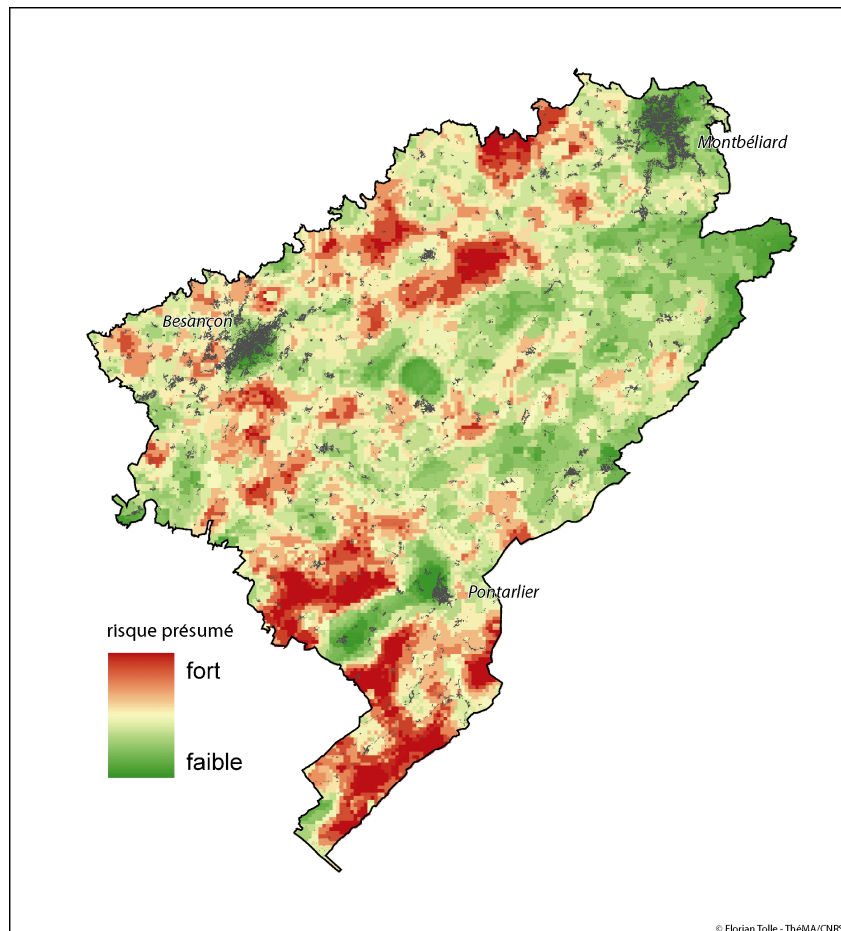 Montbéliard
Besançon
Pontarlier
risque présumé
fort
faible
© Florian Tolle - ThéMA/CNRS